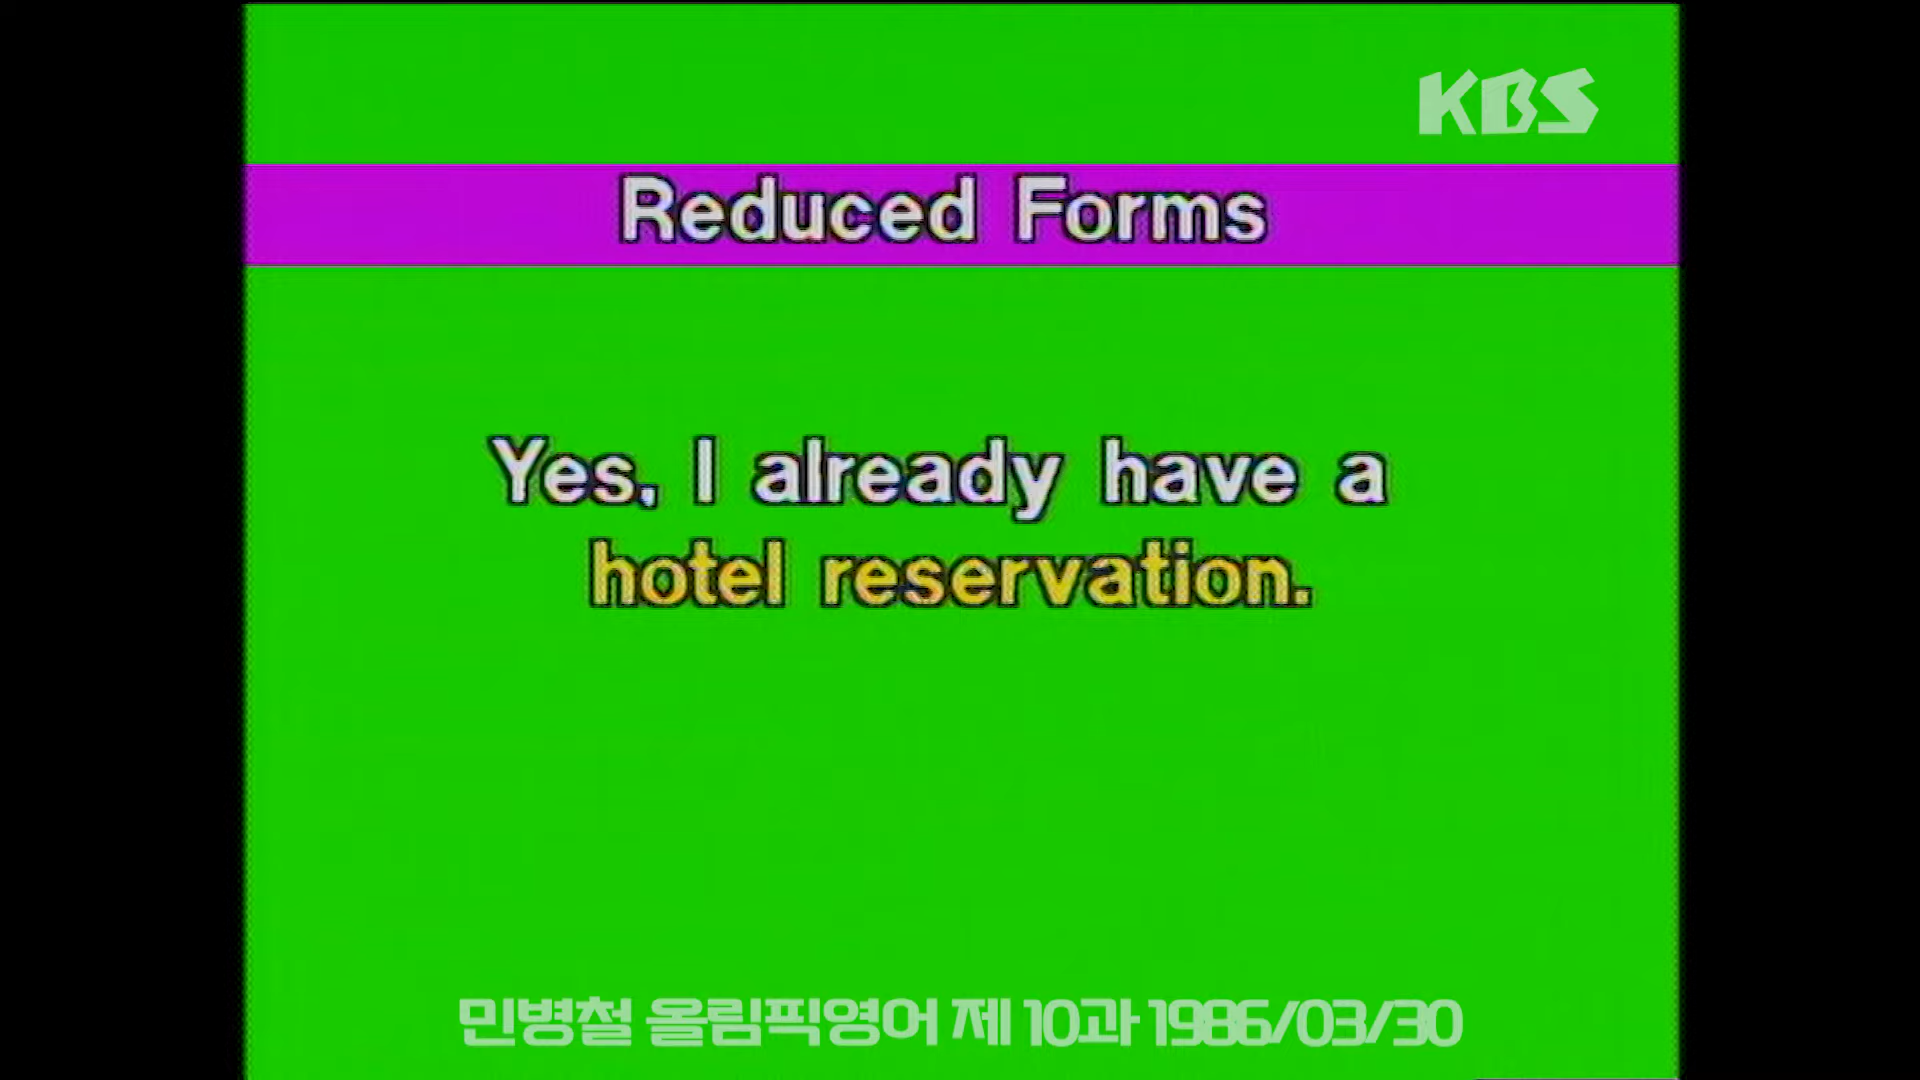 KBS
Reduced Forms
Yes, I already have a
hotel reservation.
민병철 올림픽영어 제 10과 1986/03/30